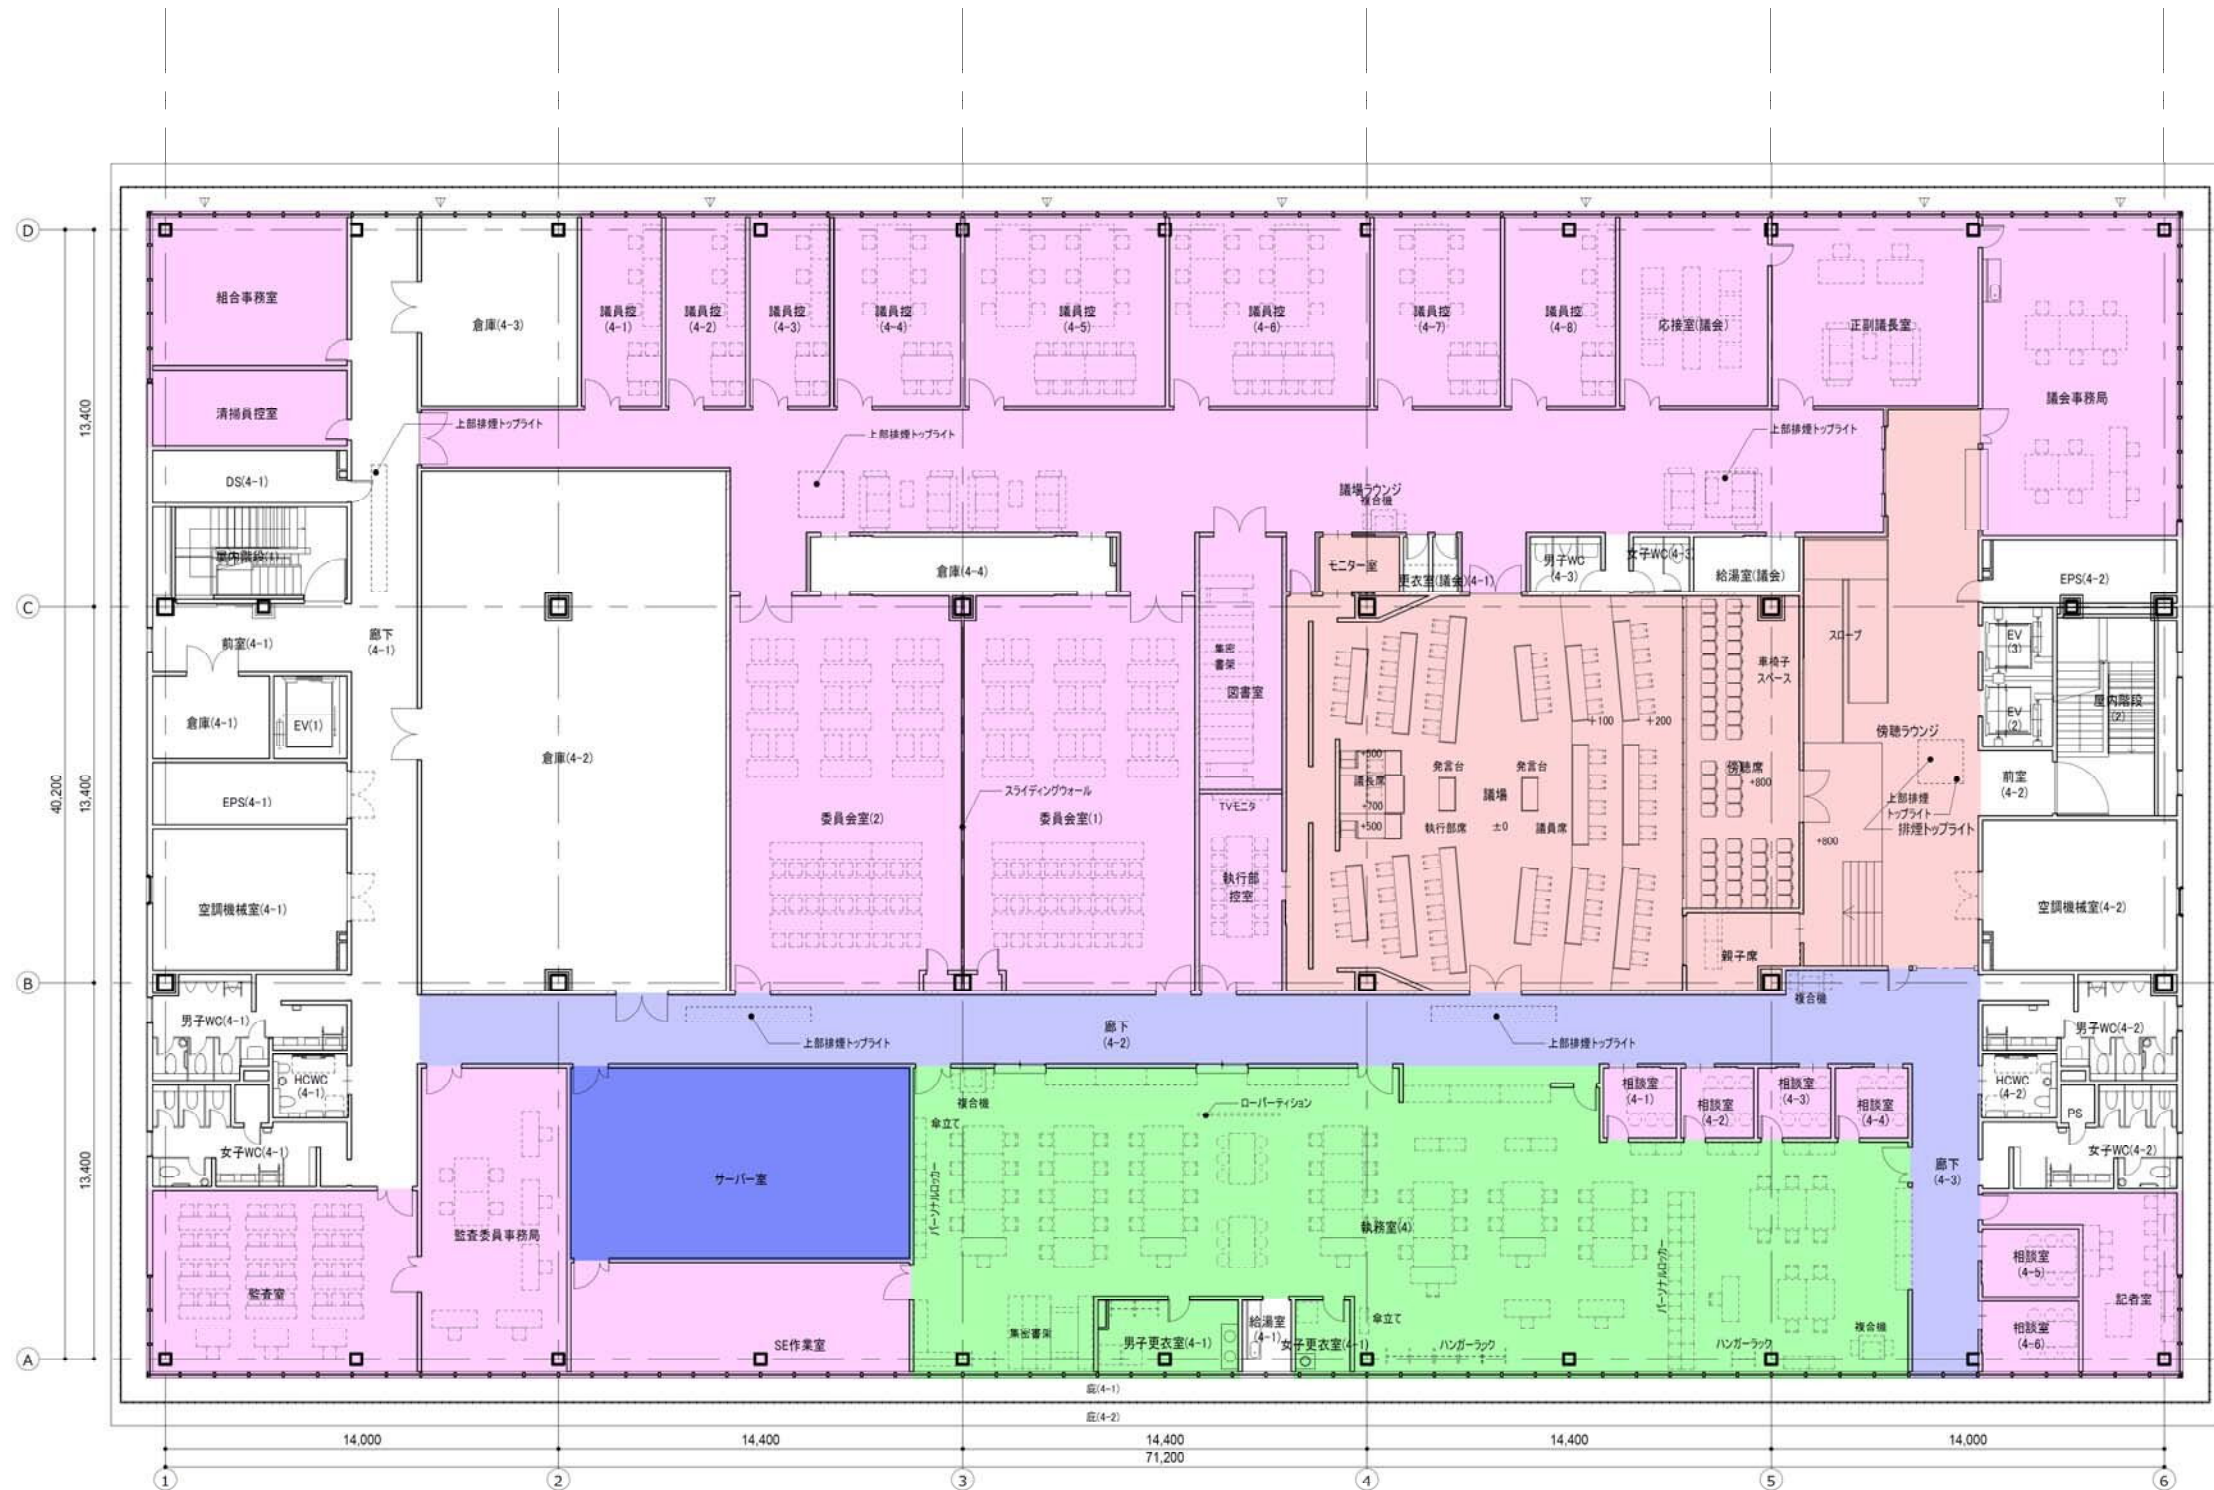 D
C
B
A
13,400
13,400
13,400
40,200
組合事務室
清掃員控室
DS(4-1)
屋内階段(1)
前室(4-1)
倉庫(4-1)
EV(1)
EPS(4-1)
空調機械室(4-1)
男子WC(4-1)
HCWC
(4-1)
女子WC(4-1)
監査室
倉庫(4-3)
上部排煙トップライト
廊下
(4-1)
倉庫(4-2)
議員控
(4-1)
議員控
(4-2)
議員控
(4-3)
議員控
(4-4)
議員控
(4-5)
議員控
(4-6)
議員控
(4-7)
議員控
(4-8)
応接室(議会)
正副議長室
議会事務局
上部排煙トップライト
上部排煙トップライト
議場ラウンジ
複合機
倉庫(4-4)
モニター室
更衣室(議会)(4-1)
男子WC
(4-3)
女子WC(4-3)
給湯室(議会)
EPS(4-2)
委員会室(2)
スライディングウォール
委員会室(1)
集密
書架
図書室
TVモニタ
執行部
控室
+500
議長席
+700
+500
発言台
執行部席
議場
±0
発言台
議員席
+100
+200
車椅子
スペース
傍聴席
+800
親子席
スロープ
傍聴ラウンジ
上部排煙
トップライト
排煙トップライト
+800
EV
(3)
EV
(2)
屋内階段
(2)
前室
(4-2)
空調機械室(4-2)
複合機
上部排煙トップライト
廊下
(4-2)
上部排煙トップライト
男子WC(4-2)
HCWC
(4-2)
PS
女子WC(4-2)
監査委員事務局
サーバー室
SE作業室
複合機
傘立て
パーソナルロッカー
ローパーティション
執務室(4)
集密書架
男子更衣室(4-1)
給湯室
(4-1)
女子更衣室(4-1)
傘立て
ハンガーラック
パーソナルロッカー
ハンガーラック
複合機
相談室
(4-1)
相談室
(4-2)
相談室
(4-3)
相談室
(4-4)
廊下
(4-3)
相談室
(4-5)
相談室
(4-6)
記者室
庇(4-1)
庇(4-2)
14,000
14,400
14,400
14,400
14,000
71,200
1
2
3
4
5
6